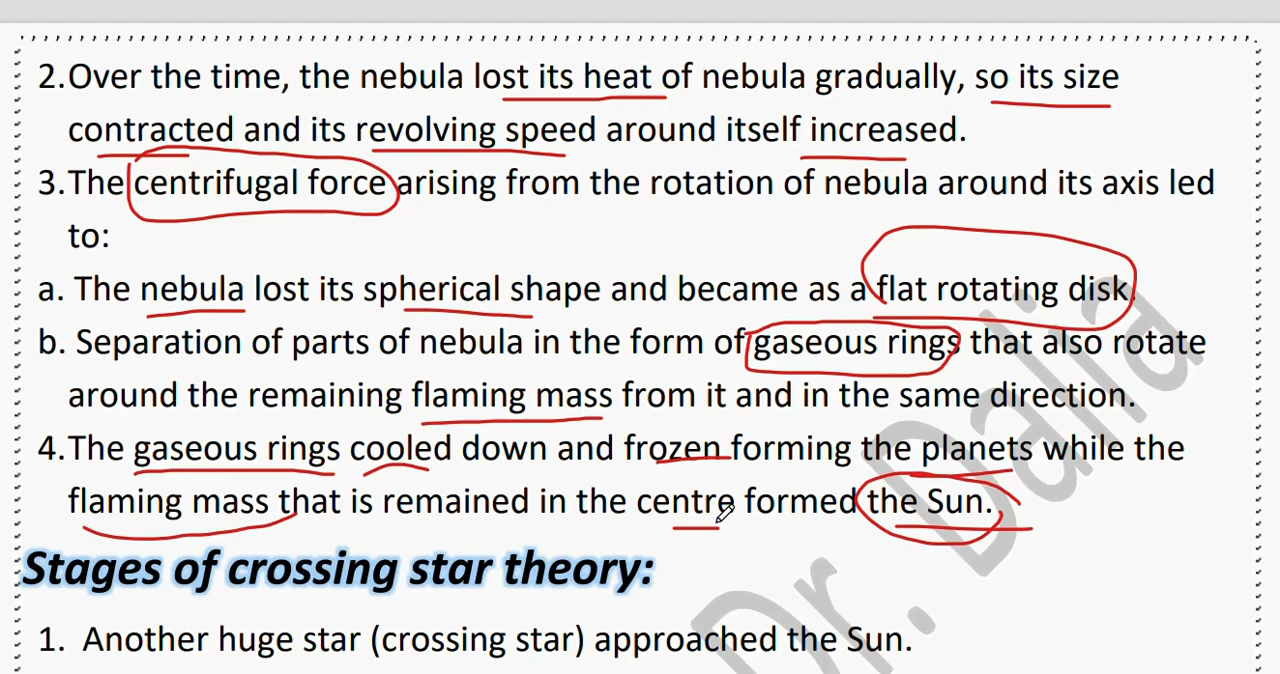 2.Over the time, the nebula lost its heat of nebula gradually, so its size
contracted and its revolving speed around itself increased.
3.The centrifugal force arising from the rotation of nebula around its axis led
to:
a. The nebula lost its spherical shape and became as a flat rotating disk.
b. Separation of parts of nebula in the form of gaseous rings that also rotate
around the remaining flaming mass from it and in the same direction.
4.The gaseous rings cooled down and frozen forming the planets while the
flaming mass that is remained in the centre formed the Sun.
Stages of crossing star theory:
1. Another huge star (crossing star) approached the Sun.
Dr. Dalia